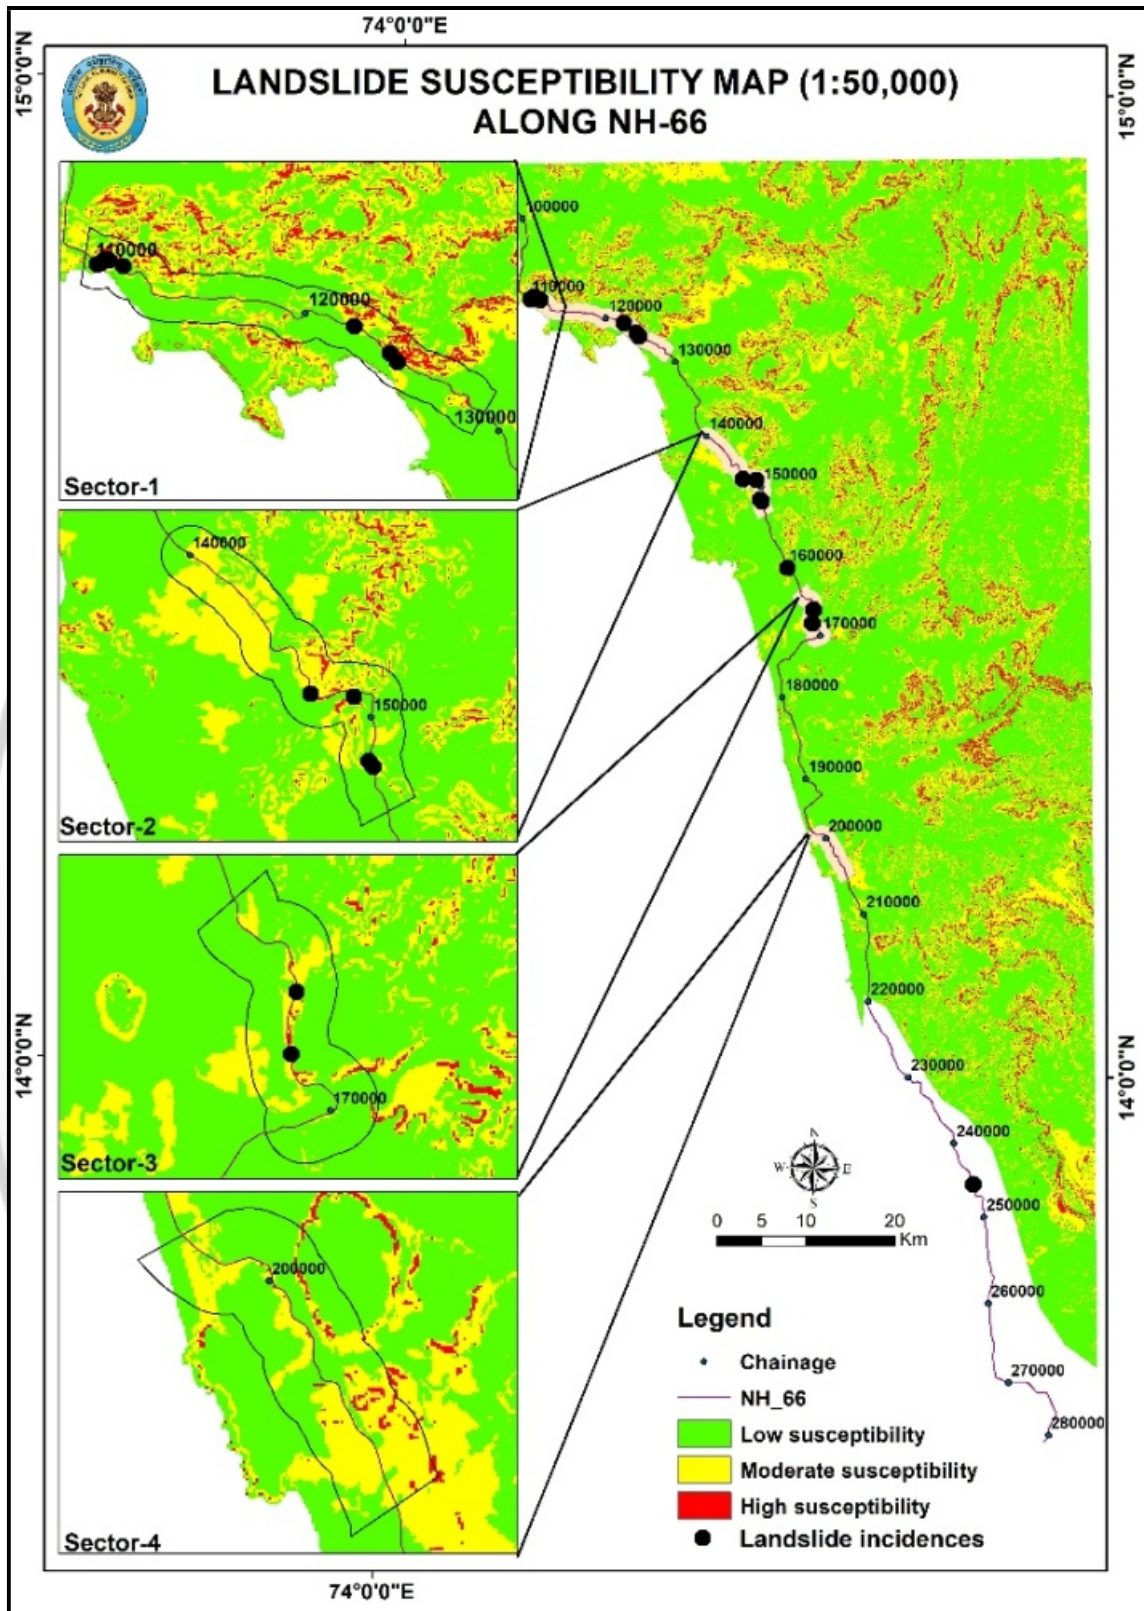 74°0'0"E
15°0'0"N
15°0'0"N
LANDSLIDE SUSCEPTIBILITY MAP (1:50,000)
ALONG NH-66
110000
120000
130000
Sector-1
140000
150000
Sector-2
170000
Sector-3
200000
Sector-4
100000
110000
120000
130000
140000
150000
160000
170000
180000
190000
200000
210000
220000
230000
240000
250000
260000
270000
280000
14°0'0"N
14°0'0"N
N
W
E
S
0 5 10 20
Km
Legend
Chainage
NH_66
Low susceptibility
Moderate susceptibility
High susceptibility
Landslide incidences
74°0'0"E